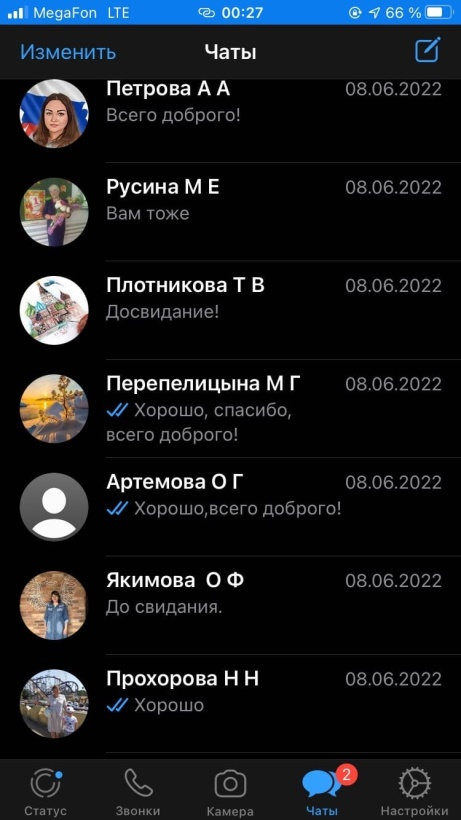 MegaFon LTE 00:27 66 %
Изменить Чаты
Петрова А А 08.06.2022
Всего доброго!
Русина М Е 08.06.2022
Вам тоже
Плотникова Т В 08.06.2022
Досвидание!
Перепелицына М Г 08.06.2022
Хорошо, спасибо,
всего доброго!
Артемова О Г 08.06.2022
Хорошо,всего доброго!
Якимова О Ф 08.06.2022
До свидания.
Прохорова Н Н 08.06.2022
Хорошо
2
Статус Звонки Камера Чаты Настройки